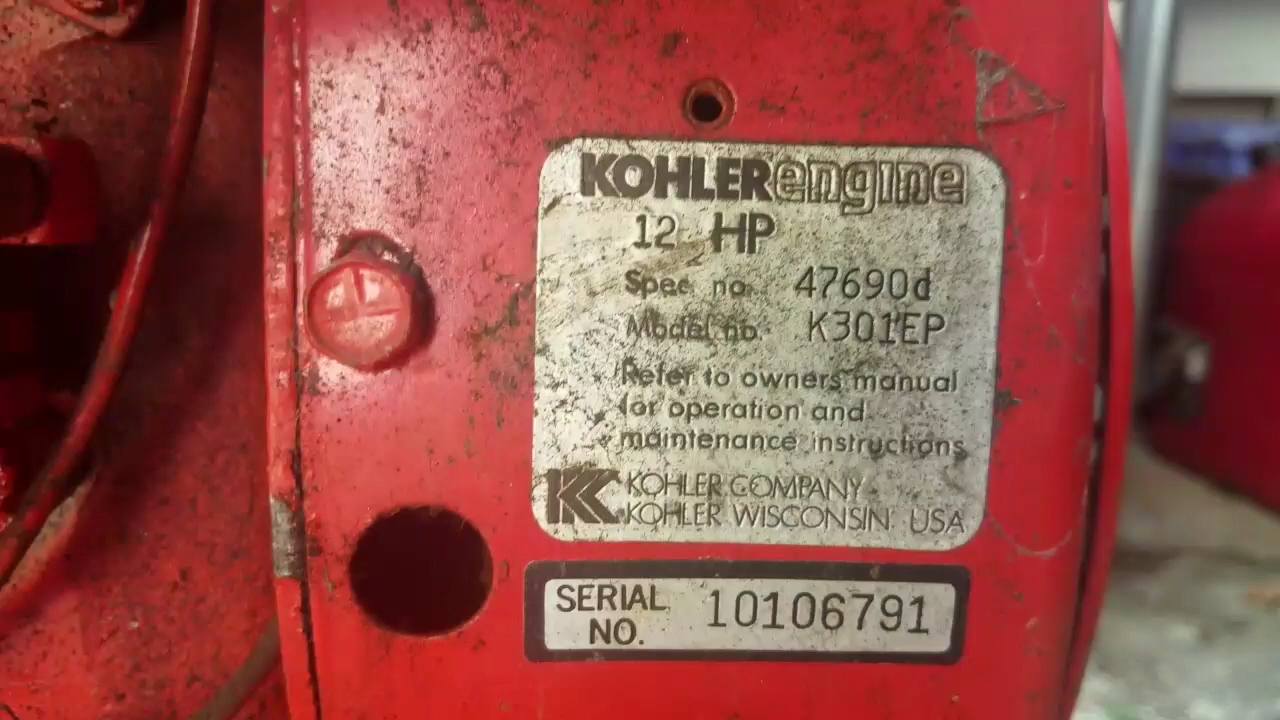 KOHLERengine
12 HP
Spec no. 47690d
Model no. K301EP
Refer to owners manual
for operation and
maintenance instructions
KOHLER COMPANY
KOHLER WISCONSIN USA
SERIAL NO. 10106791